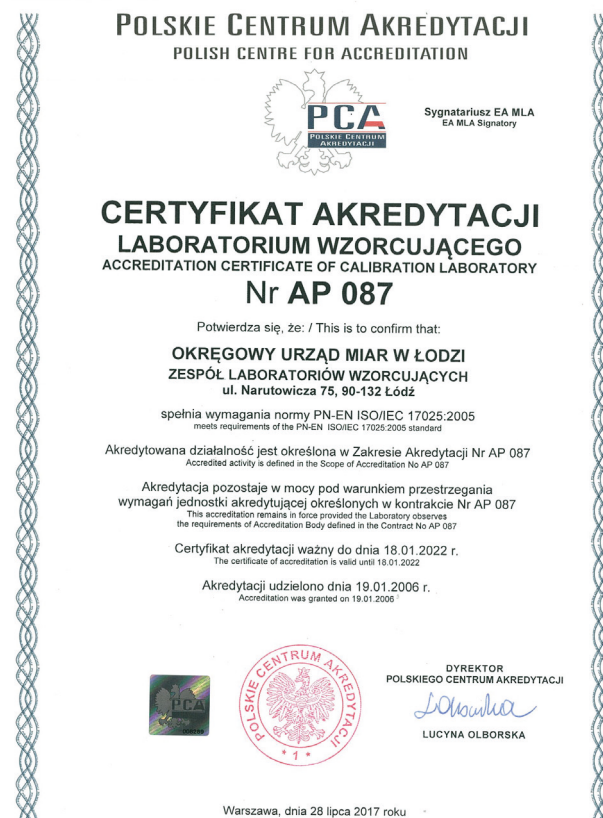 POLSKIE CENTRUM AKREDYTACJI
POLISH CENTRE FOR ACCREDITATION
PCA
POLSKIE CENTRUM
AKREDYTACJI
Sygnatariusz EA MLA
EA MLA Signatory
CERTYFIKAT AKREDYTACJI
LABORATORIUM WZORCUJĄCEGO
ACCREDITATION CERTIFICATE OF CALIBRATION LABORATORY
Nr AP 087
Potwierdza się, że: / This is to confirm that:
OKRĘGOWY URZĄD MIAR W ŁODZI
ZESPÓŁ LABORATORIÓW WZORCUJĄCYCH
ul. Narutowicza 75, 90-132 Łódź
spełnia wymagania normy PN-EN ISO/IEC 17025:2005
meets requirements of the PN-EN ISO/IEC 17025:2005 standard
Akredytowana działalność jest określona w Zakresie Akredytacji Nr AP 087
Accredited activity is defined in the Scope of Accreditation No AP 087
Akredytacja pozostaje w mocy pod warunkiem przestrzegania
wymagań jednostki akredytującej określonych w kontrakcie Nr AP 087
This accreditation remains in force provided the Laboratory observes
the requirements of Accreditation Body defined in the Contract No AP 087
Certyfikat akredytacji ważny do dnia 18.01.2022 r.
The certificate of accreditation is valid until 18.01.2022
Akredytacji udzielono dnia 19.01.2006 r.
Accreditation was granted on 19.01.2006
PCA
POLSKIE CENTRUM AKREDYTACJI
* 1 *
DYREKTOR
POLSKIEGO CENTRUM AKREDYTACJI
LUCYNA OLBORSKA
Warszawa, dnia 28 lipca 2017 roku